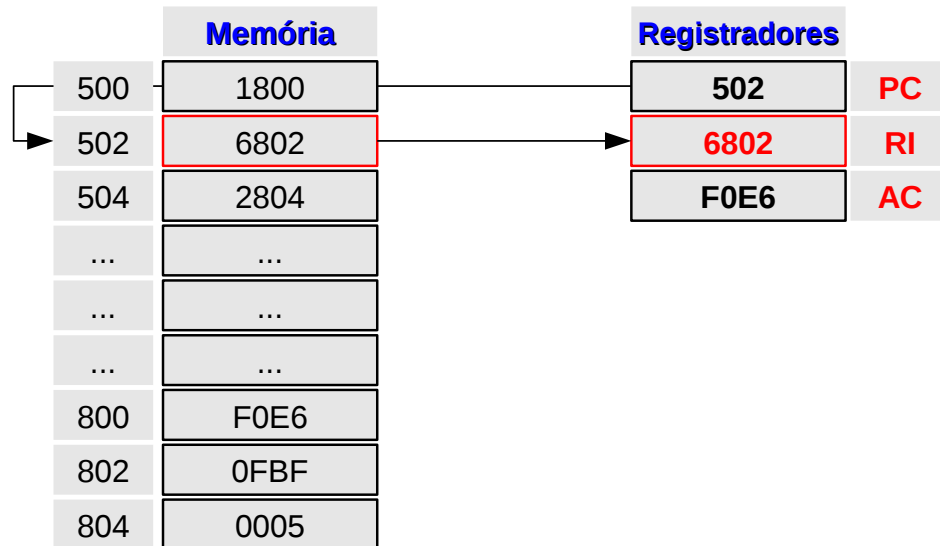 Memória Registradores
500 1800 502 PC
502 6802 6802 RI
504 2804 F0E6 AC
... ...
... ...
... ...
800 F0E6
802 0FBF
804 0005